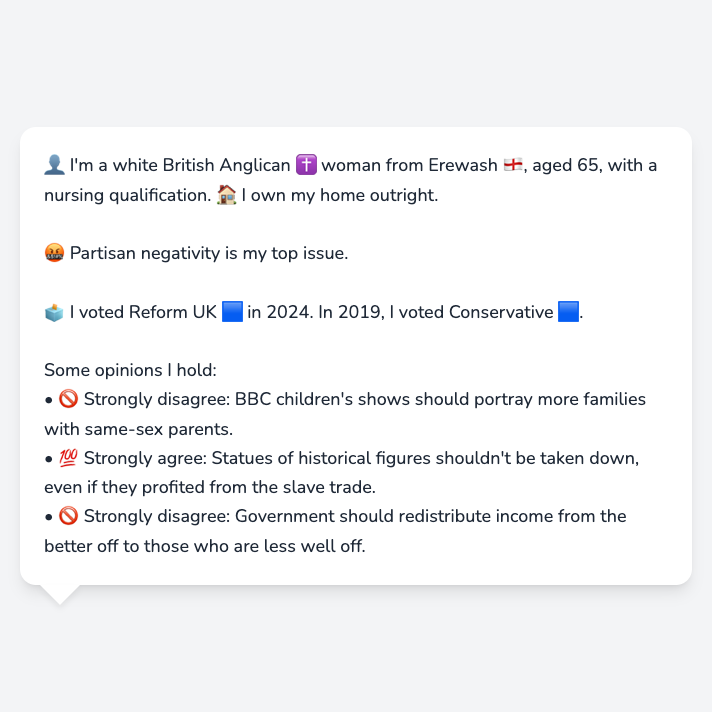 👤 I'm a white British Anglican ✝️ woman from Erewash 🏴󠁧󠁢󠁥󠁮󠁧󠁿, aged 65, with a
nursing qualification. 🏠 I own my home outright.
🤬 Partisan negativity is my top issue.
🗳️ I voted Reform UK 🟦 in 2024. In 2019, I voted Conservative 🟦.
Some opinions I hold:
• 🚫 Strongly disagree: BBC children's shows should portray more families
with same-sex parents.
• 💯 Strongly agree: Statues of historical figures shouldn't be taken down,
even if they profited from the slave trade.
• 🚫 Strongly disagree: Government should redistribute income from the
better off to those who are less well off.